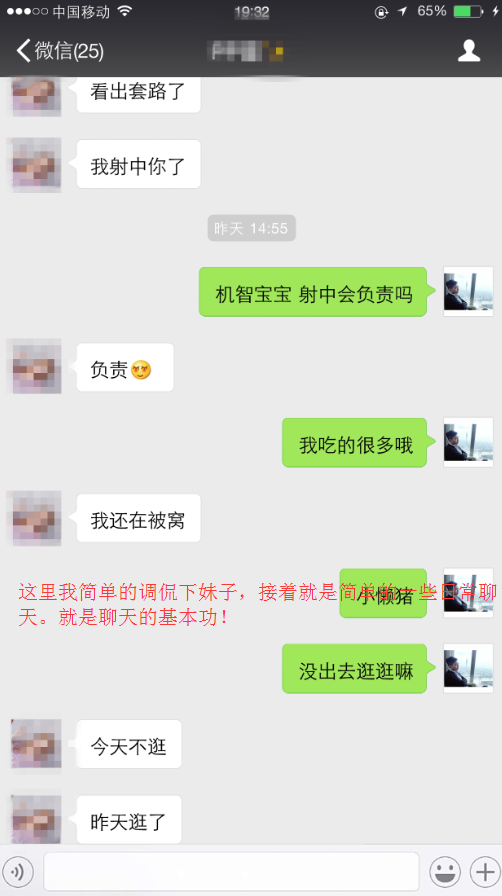 中国移动
19:32
65%
微信(25)
看出套路了
我射中你了
昨天 14:55
机智宝宝 射中会负责吗
负责
我吃的很多哦
我还在被窝
小懒猪
这里我简单的调侃下妹子，接着就是简单的一些日常聊
天。就是聊天的基本功！
没出去逛逛嘛
今天不逛
昨天逛了